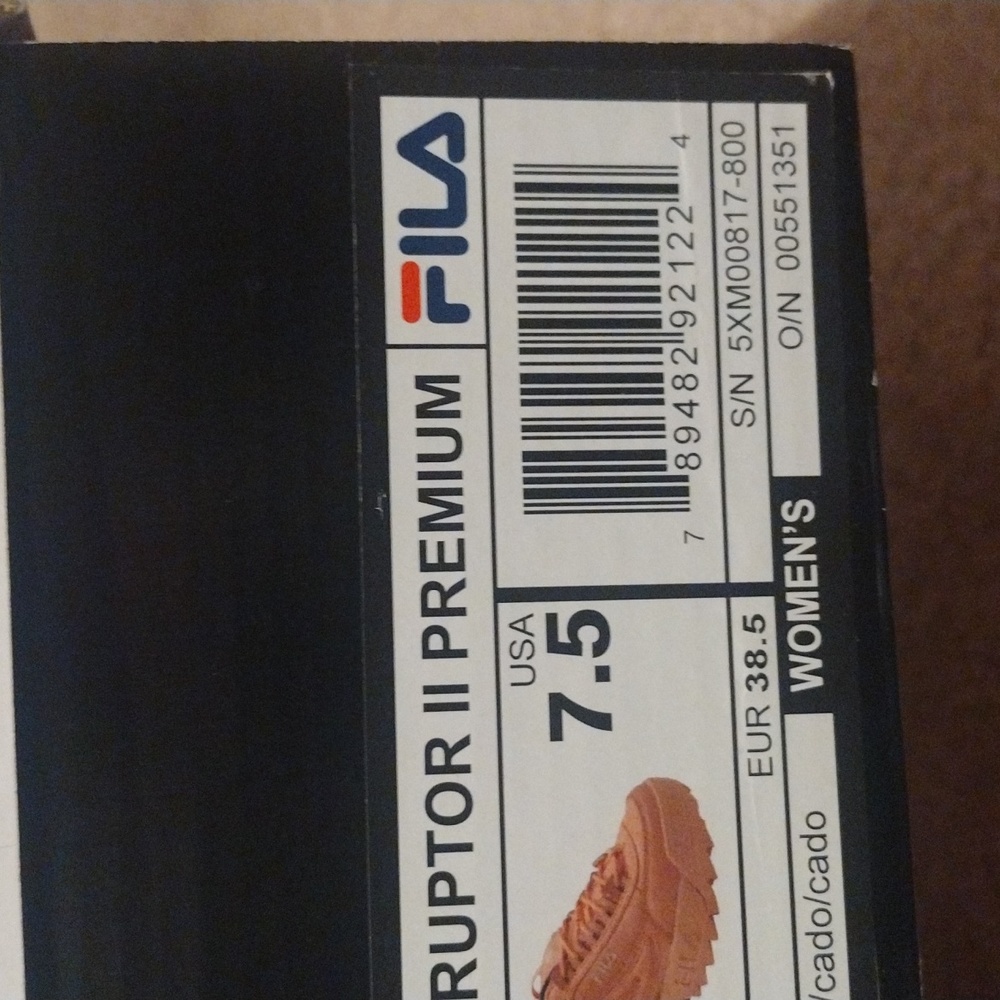 RUPTOR II PREMIUM
FILA
USA
7.5
7 89482 92122 4
EUR 38.5
S/N 5XM00817-800
/cado/cado
WOMEN'S
O/N 00551351